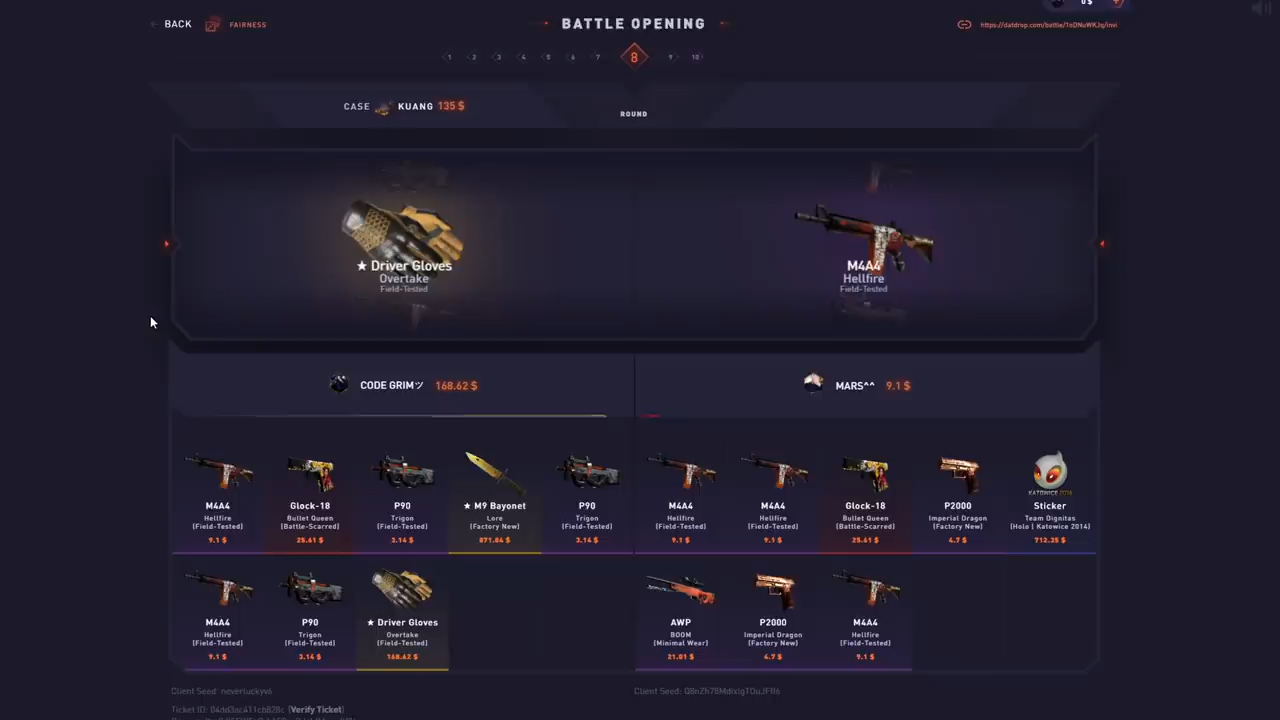 BACK
FAIRNESS
BATTLE OPENING
0 $
1 2 3 4 5 6 7 8 9 10
CASE KUANG 135 $
ROUND
★ Driver Gloves
Overtake
Field-Tested
M4A4
Hellfire
Field-Tested
CODE GRIMツ 168.62 $
MARS^^ 9.1 $
M4A4
Hellfire
(Field-Tested)
9.1 $
Glock-18
Bullet Queen
(Battle-Scarred)
25.61 $
P90
Trigon
(Field-Tested)
3.14 $
★ M9 Bayonet
Lore
(Factory New)
871.84 $
P90
Trigon
(Field-Tested)
3.14 $
M4A4
Hellfire
(Field-Tested)
9.1 $
M4A4
Hellfire
(Field-Tested)
9.1 $
Glock-18
Bullet Queen
(Battle-Scarred)
25.61 $
P2000
Imperial Dragon
(Factory New)
4.7 $
KATOWICE 2014
Sticker
Team Dignitas
(Holo | Katowice 2014)
712.35 $
M4A4
Hellfire
(Field-Tested)
9.1 $
P90
Trigon
(Field-Tested)
3.14 $
★ Driver Gloves
Overtake
(Field-Tested)
168.62 $
AWP
BOOM
(Minimal Wear)
21.01 $
P2000
Imperial Dragon
(Factory New)
4.7 $
M4A4
Hellfire
(Field-Tested)
9.1 $
Client Seed: neverluckyv6
Client Seed:
Ticket ID: (Verify Ticket)